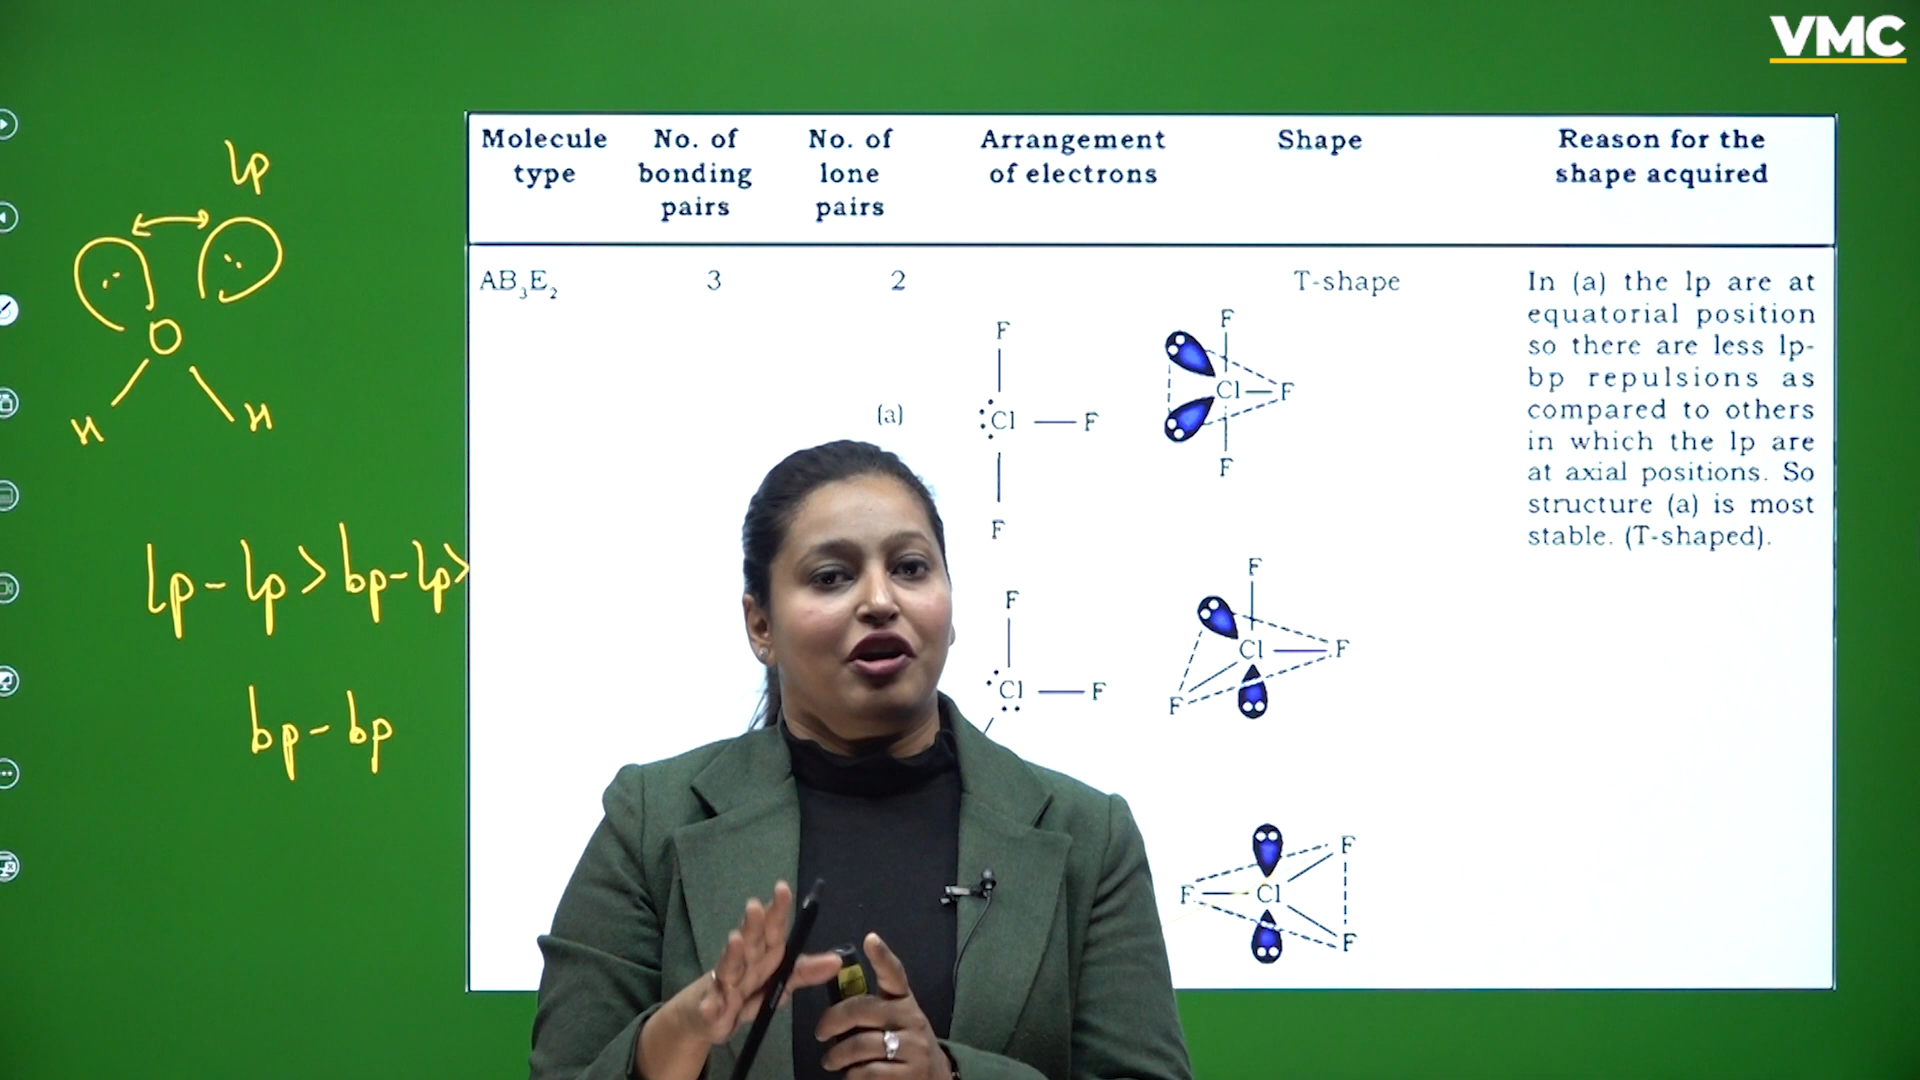 VMC
lp
O
H H
lp - lp > bp - lp >
bp - bp
Molecule type
No. of bonding pairs
No. of lone pairs
Arrangement of electrons
Shape
Reason for the shape acquired
AB₃E₂
3
2
T-shape
In (a) the lp are at
equatorial position
so there are less lp-
bp repulsions as
compared to others
in which the lp are
at axial positions. So
structure (a) is most
stable. (T-shaped).
(a)
F
:Cl — F
F
F
Cl — F
F
F
Cl — F
F
F
Cl — F
F
F
F — Cl
F